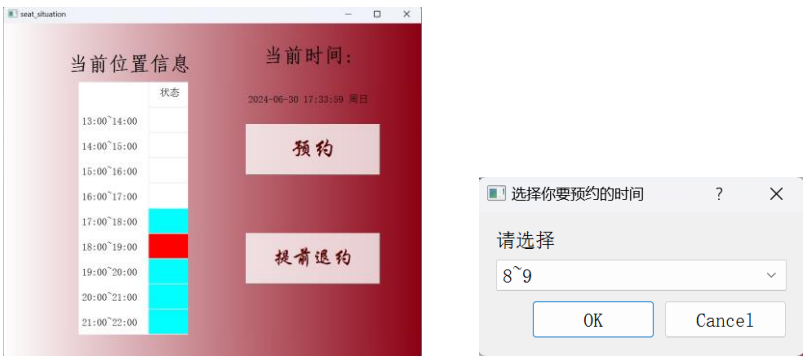 seat_situation
当前位置信息
状态
13:00~14:00
14:00~15:00
15:00~16:00
16:00~17:00
17:00~18:00
18:00~19:00
19:00~20:00
20:00~21:00
21:00~22:00
当前时间:
2024-06-30 17:33:59 周日
预约
提前退约
选择你要预约的时间
?
请选择
8~9
OK
Cancel